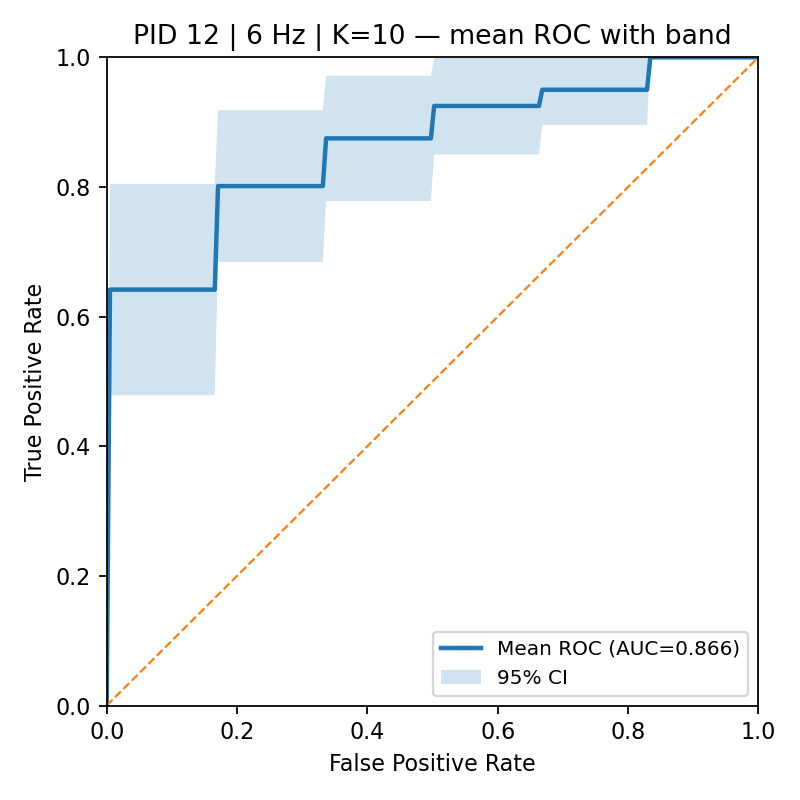 PID 12 | 6 Hz | K=10 — mean ROC with band
1.0
0.8
0.6
0.4
0.2
0.0
True Positive Rate
Mean ROC (AUC=0.866)
95% CI
0.0 0.2 0.4 0.6 0.8 1.0
False Positive Rate